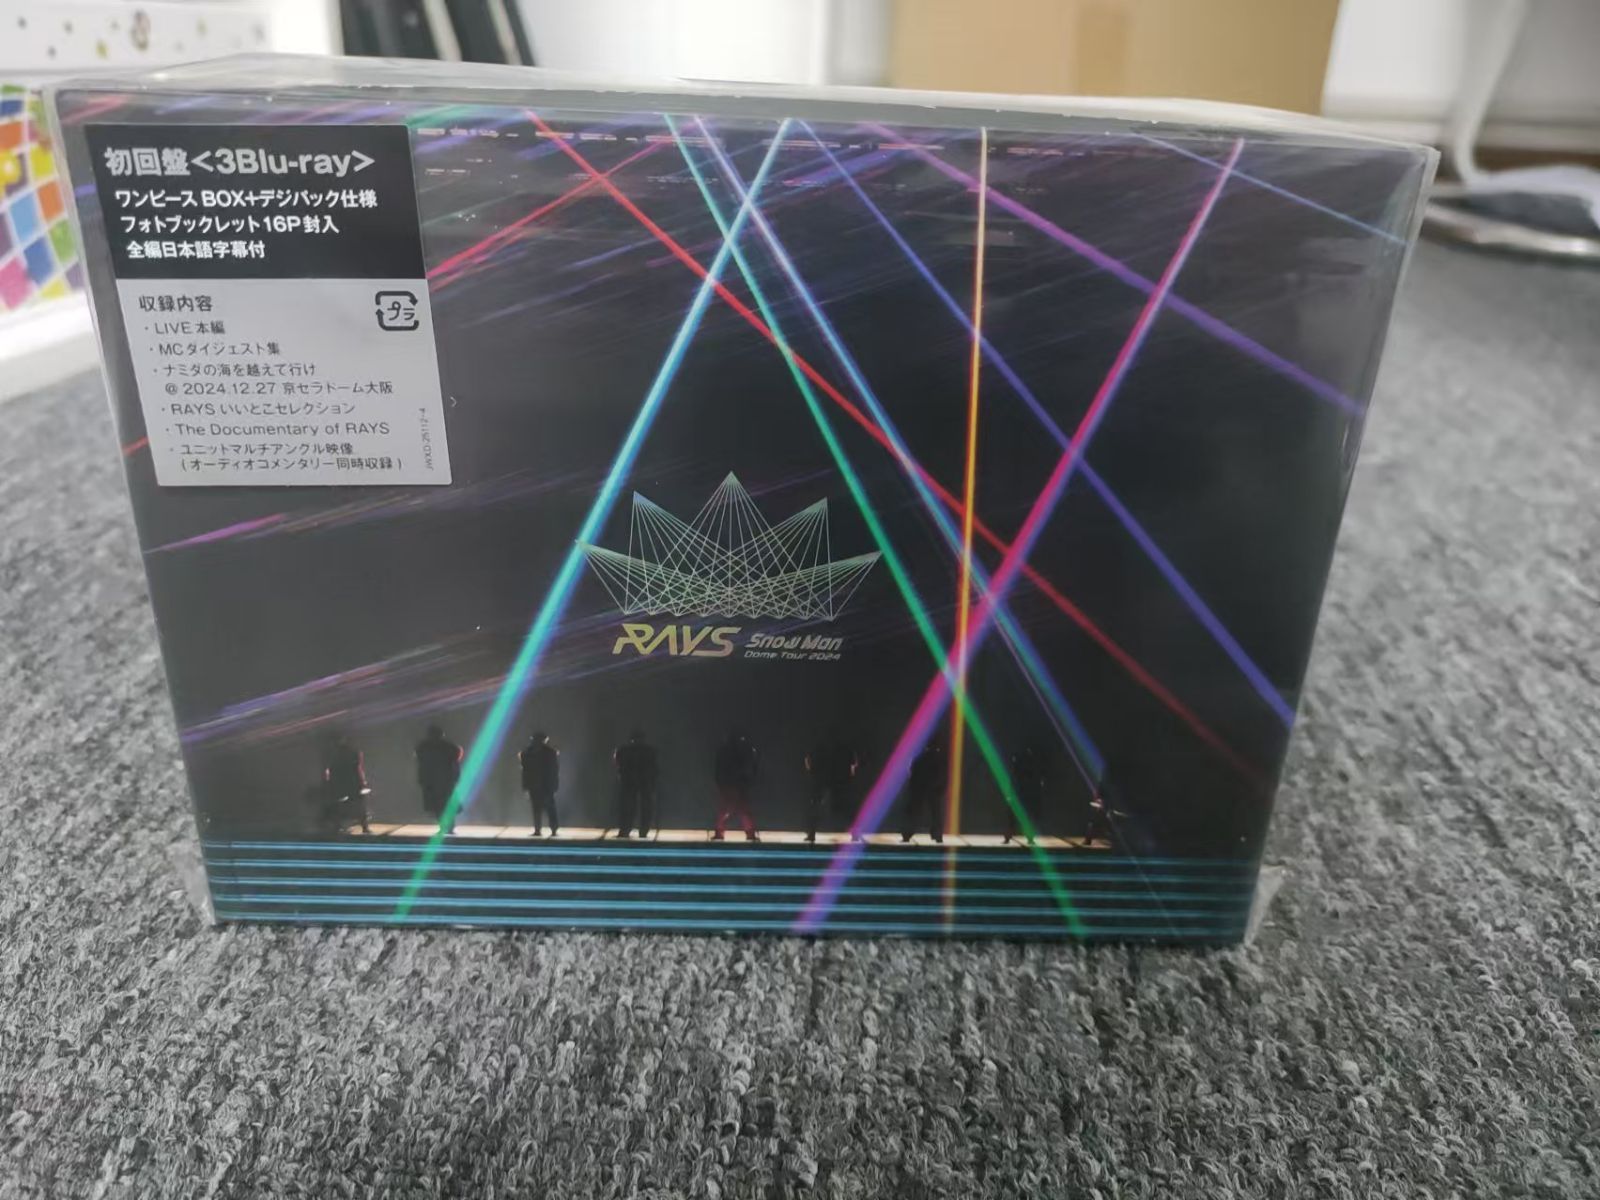 初回盤<3Blu-ray>
ワンピースBOX+デジパック仕様
フォトブックレット16P封入
全編日本語字幕付
収録内容
プラ
・LIVE本編
・MCダイジェスト集
・ナミダの海を越えて行け
@2024.12.27 京セラドーム大阪
・RAYSいいとこセレクション
・The Documentary of RAYS
・ユニットマルチアングル映像
(オーディオコメンタリー同時収録)
JWXD-25112-4
RAYS Snow Man
Dome Tour 2024